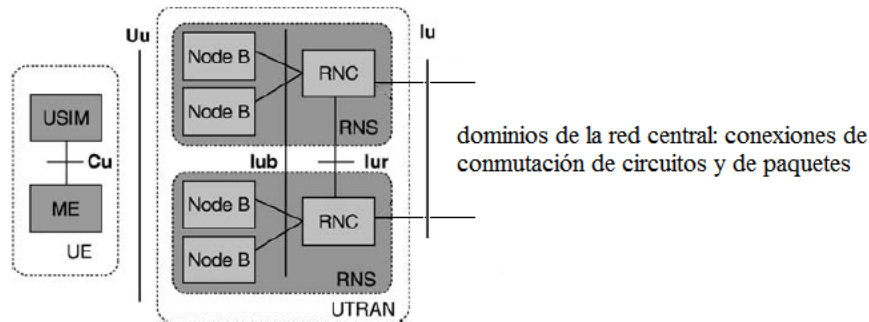 Uu
Iu
USIM
Cu
ME
UE
Node B
Node B
RNC
RNS
Iub
Iur
Node B
Node B
RNC
RNS
UTRAN
dominios de la red central: conexiones de
conmutación de circuitos y de paquetes